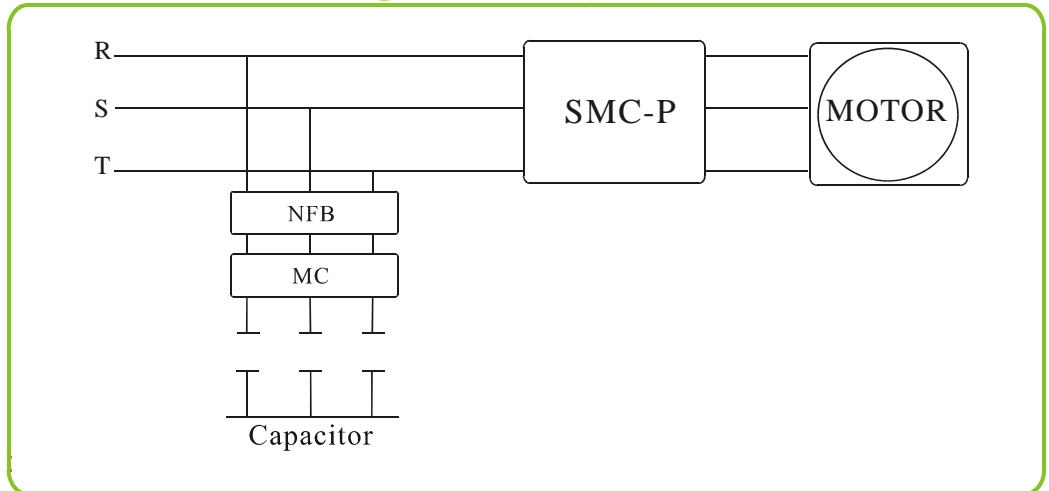 R
S
T
SMC-P
MOTOR
NFB
MC
Capacitor